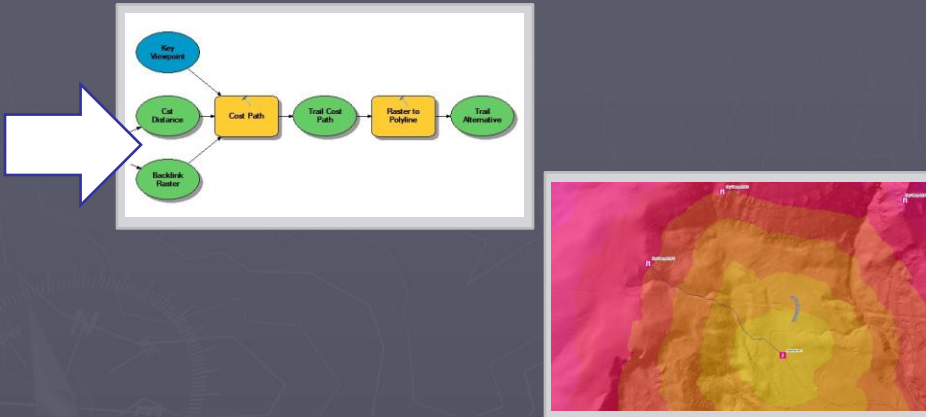 Key
Viewpoint
Cst
Distance
Cost Path
Trail Cost
Path
Raster to
Polyline
Trail
Alternative
Backlink
Raster
N
E